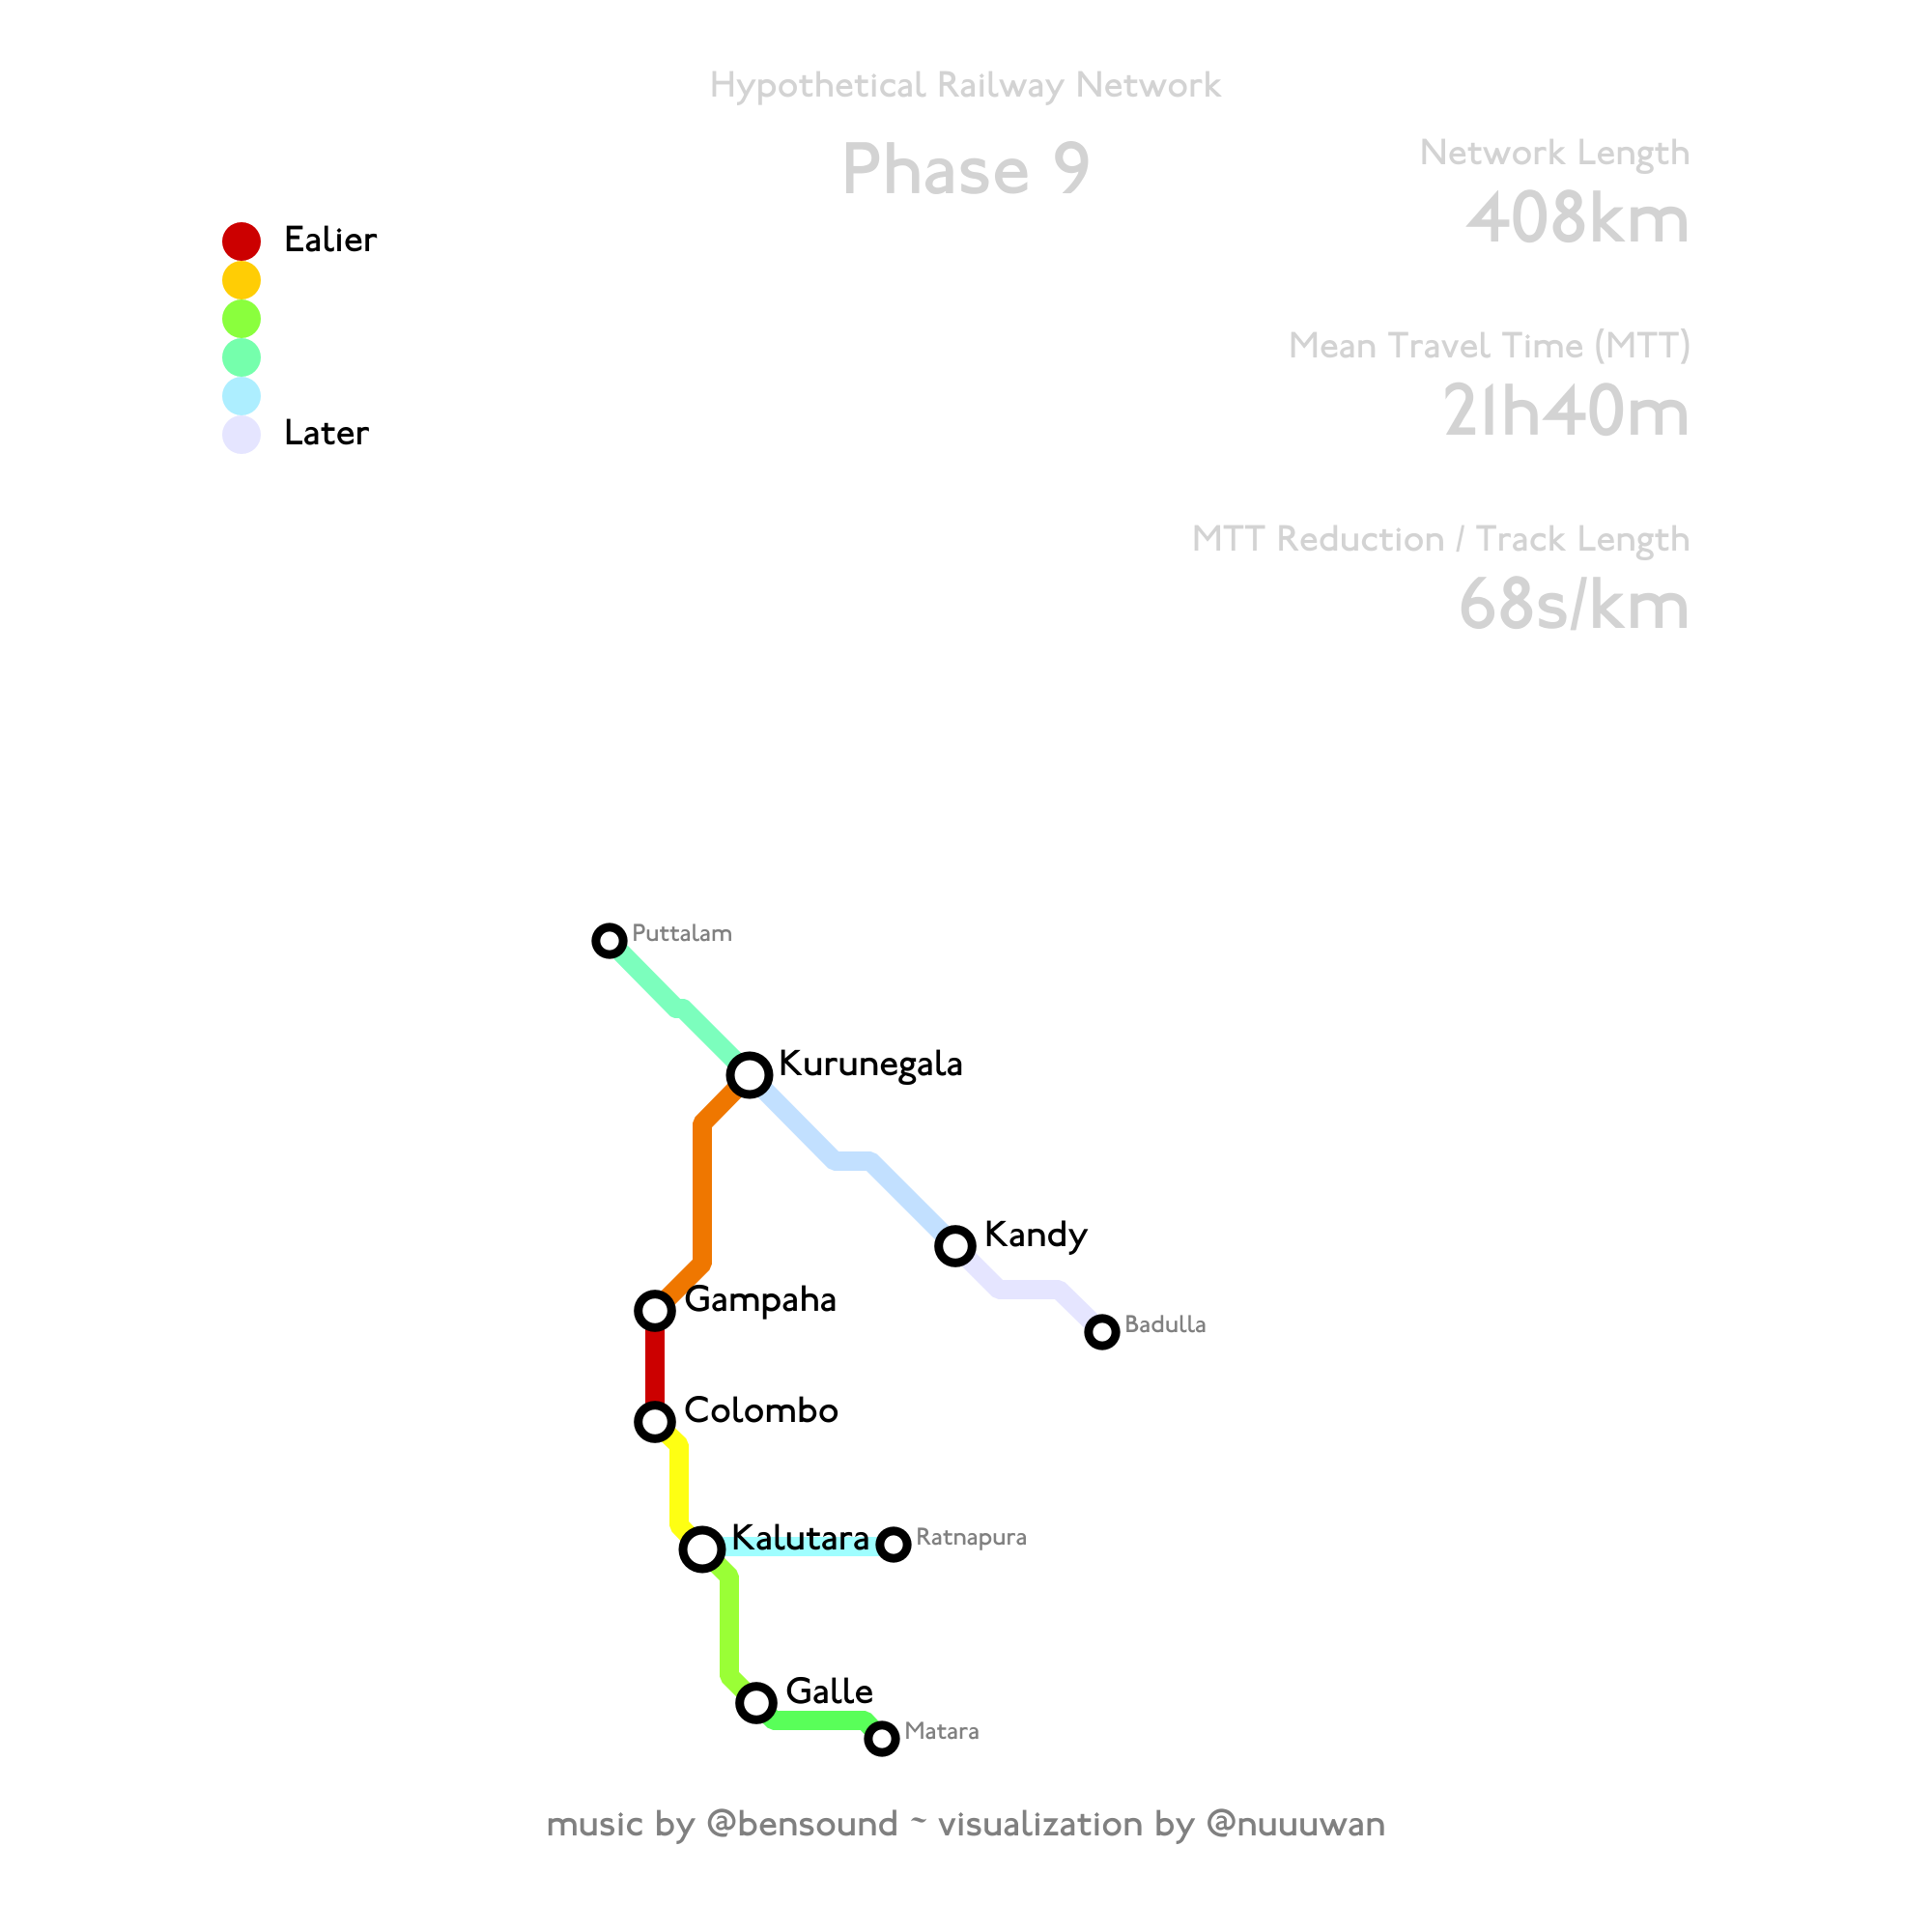 Hypothetical Railway Network
Phase 9
Network Length
408km
Mean Travel Time (MTT)
21h40m
MTT Reduction / Track Length
68s/km
Ealier
Later
Puttalam
Kurunegala
Kandy
Gampaha
Badulla
Colombo
Kalutara
Ratnapura
Galle
Matara
music by @bensound ~ visualization by @nuuuwan